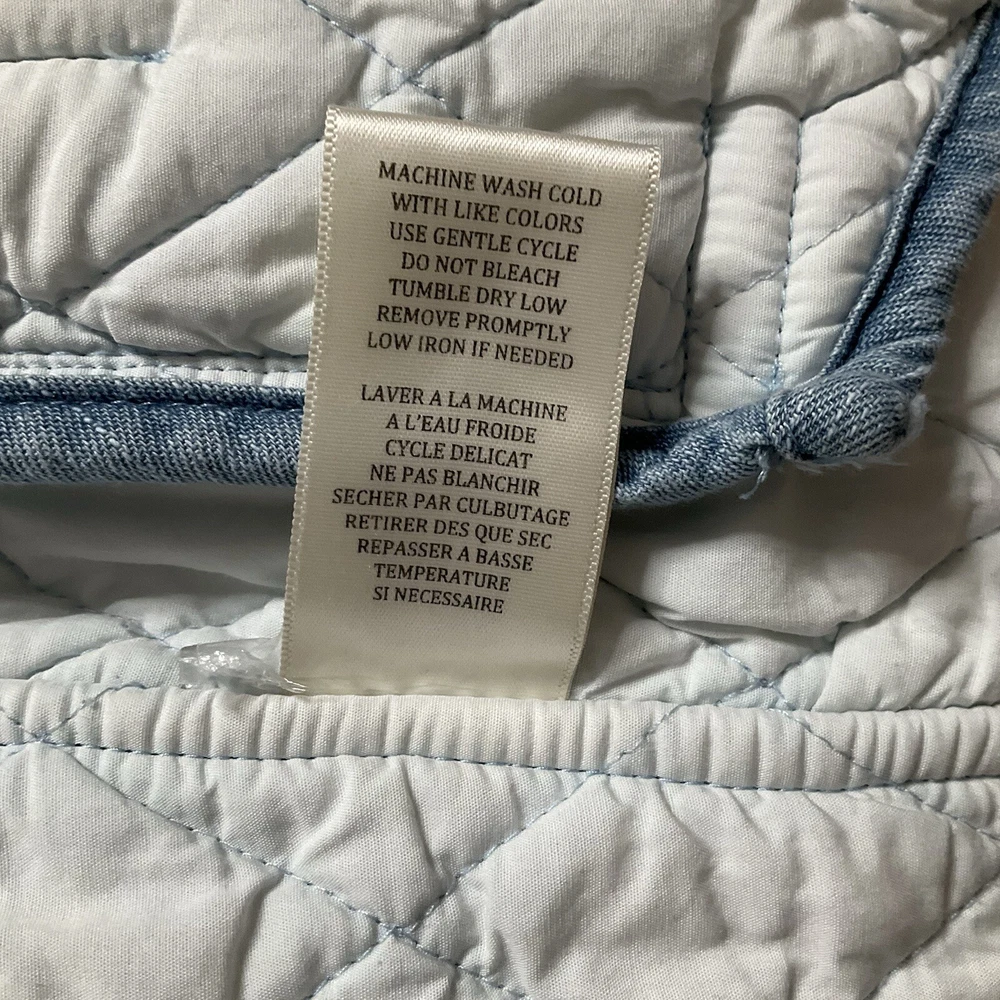 MACHINE WASH COLD
WITH LIKE COLORS
USE GENTLE CYCLE
DO NOT BLEACH
TUMBLE DRY LOW
REMOVE PROMPTLY
LOW IRON IF NEEDED
LAVER A LA MACHINE
A L'EAU FROIDE
CYCLE DELICAT
NE PAS BLANCHIR
SECHER PAR CULBUTAGE
RETIRER DES QUE SEC
REPASSER A BASSE
TEMPERATURE
SI NECESSAIRE